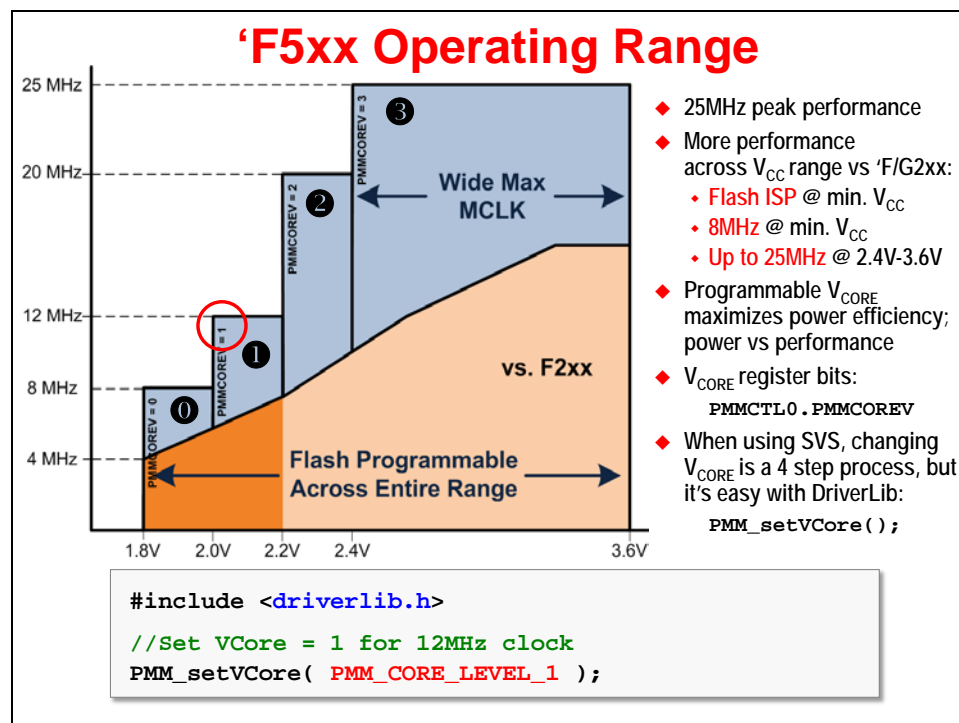 ‘F5xx Operating Range
25 MHz
20 MHz
12 MHz
8 MHz
4 MHz
PMMCOREV = 0
PMMCOREV = 1
PMMCOREV = 2
PMMCOREV = 3
0
1
2
3
Wide Max
MCLK
vs. F2xx
Flash Programmable
Across Entire Range
1.8V
2.0V
2.2V
2.4V
3.6V
◆ 25MHz peak performance
◆ More performance
across VCC range vs ‘F/G2xx:
◆ Flash ISP @ min. VCC
◆ 8MHz @ min. VCC
◆ Up to 25MHz @ 2.4V-3.6V
◆ Programmable VCORE
maximizes power efficiency;
power vs performance
◆ VCORE register bits:
PMMCTL0.PMMCOREV
◆ When using SVS, changing
VCORE is a 4 step process, but
it’s easy with DriverLib:
PMM_setVCore();
#include <driverlib.h>
//Set VCore = 1 for 12MHz clock
PMM_setVCore( PMM_CORE_LEVEL_1 );